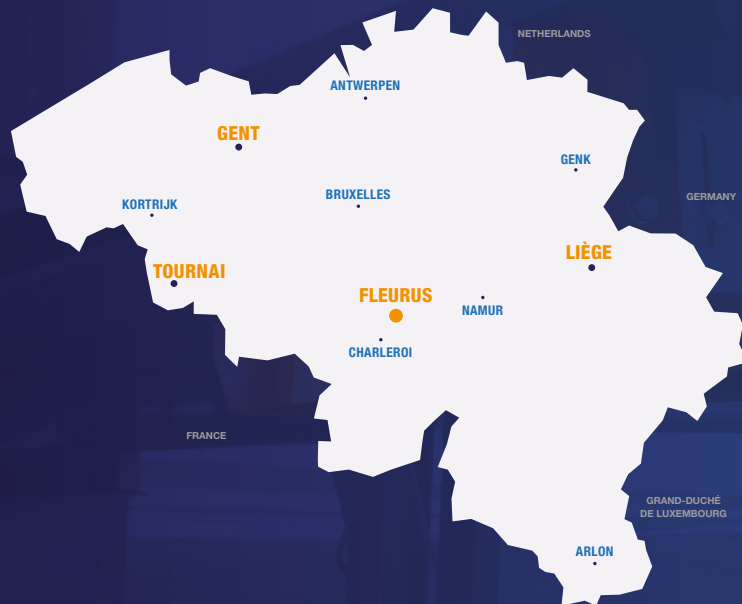 NETHERLANDS
ANTWERPEN
GENT
GENK
BRUXELLES
GERMANY
KORTRIJK
LIÈGE
TOURNAI
FLEURUS
NAMUR
CHARLEROI
FRANCE
GRAND-DUCHÉ
DE LUXEMBOURG
ARLON